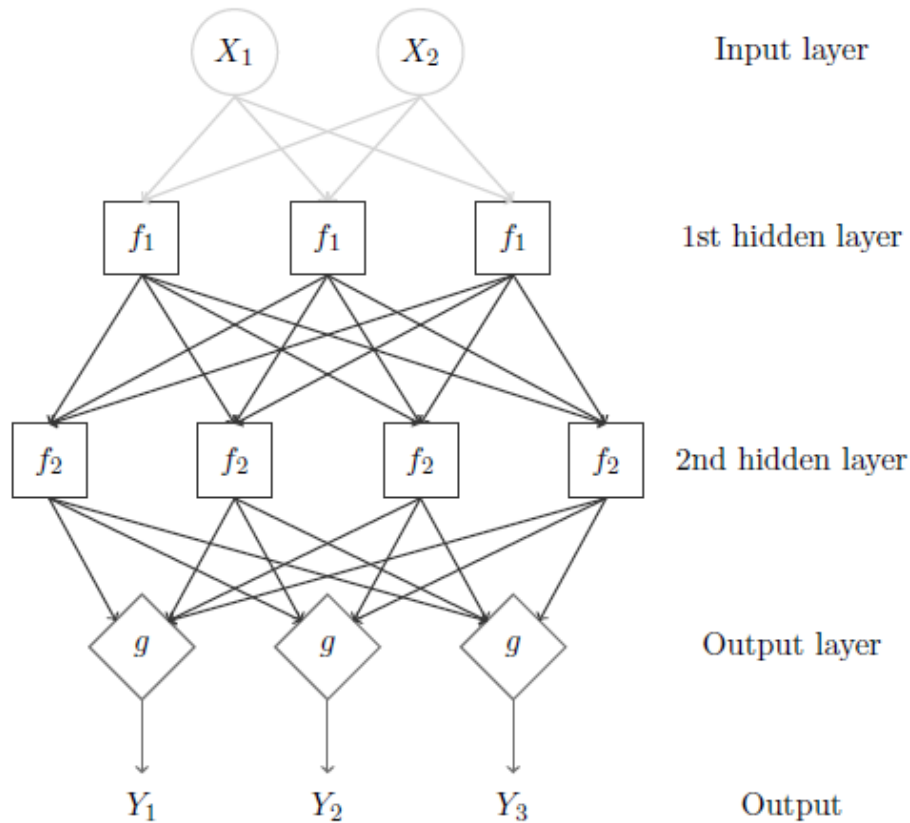 X₁ X₂ Input layer
f₁ f₁ f₁ 1st hidden layer
f₂ f₂ f₂ f₂ 2nd hidden layer
g g g Output layer
Y₁ Y₂ Y₃ Output